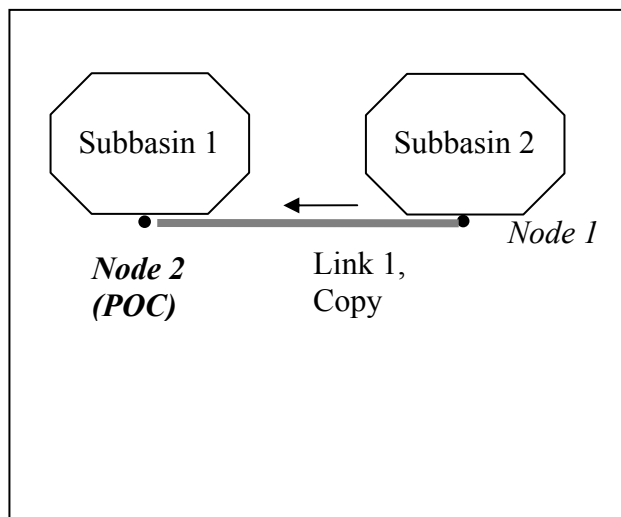 Subbasin 1
Subbasin 2
Node 1
Node 2
(POC)
Link 1,
Copy